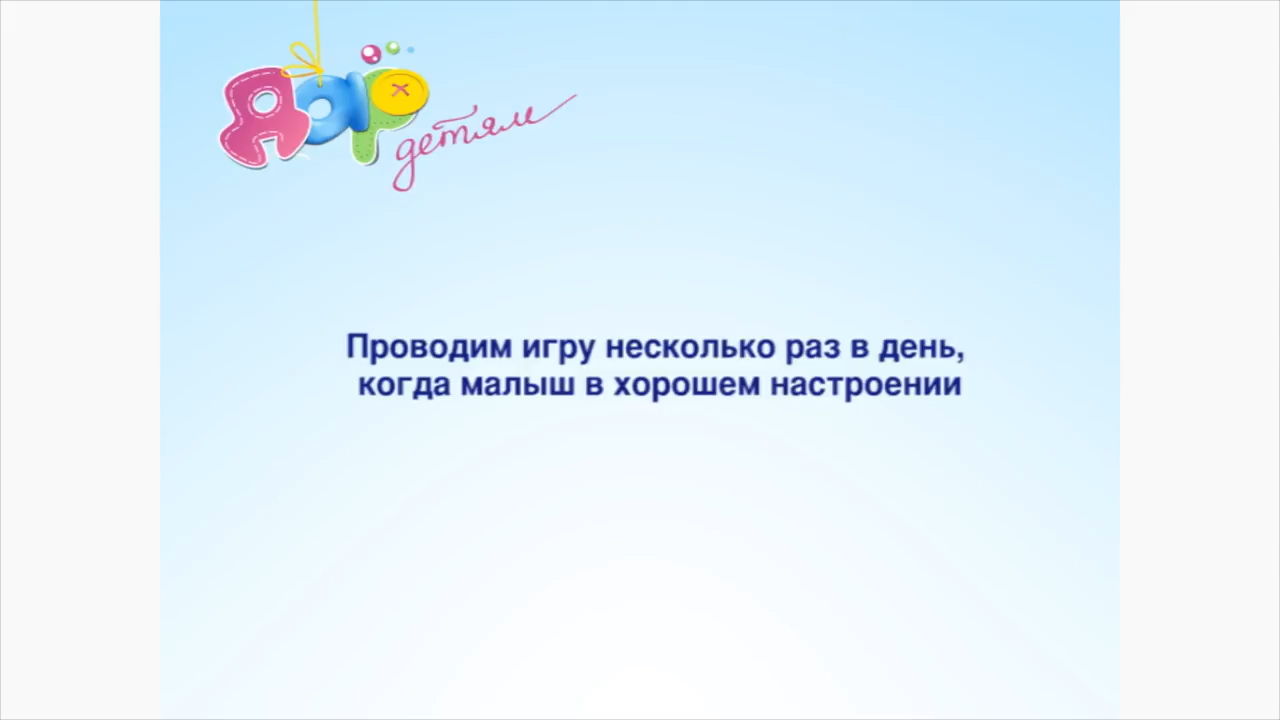 Дар
детям
Проводим игру несколько раз в день,
когда малыш в хорошем настроении